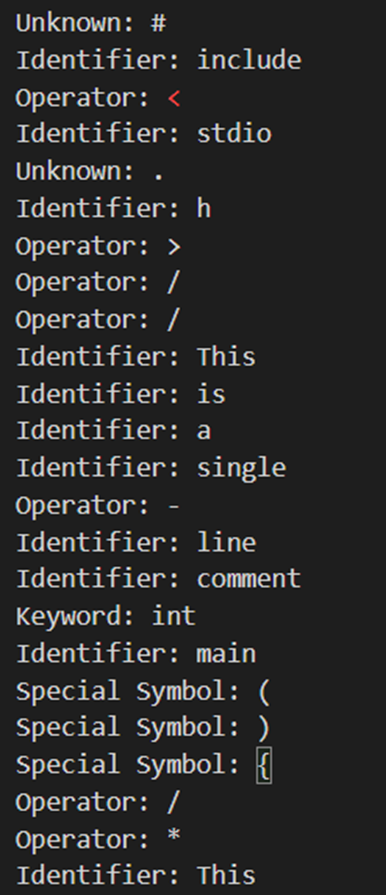 Unknown: #
Identifier: include
Operator: <
Identifier: stdio
Unknown: .
Identifier: h
Operator: >
Operator: /
Operator: /
Identifier: This
Identifier: is
Identifier: a
Identifier: single
Operator: -
Identifier: line
Identifier: comment
Keyword: int
Identifier: main
Special Symbol: (
Special Symbol: )
Special Symbol: {
Operator: /
Operator: *
Identifier: This